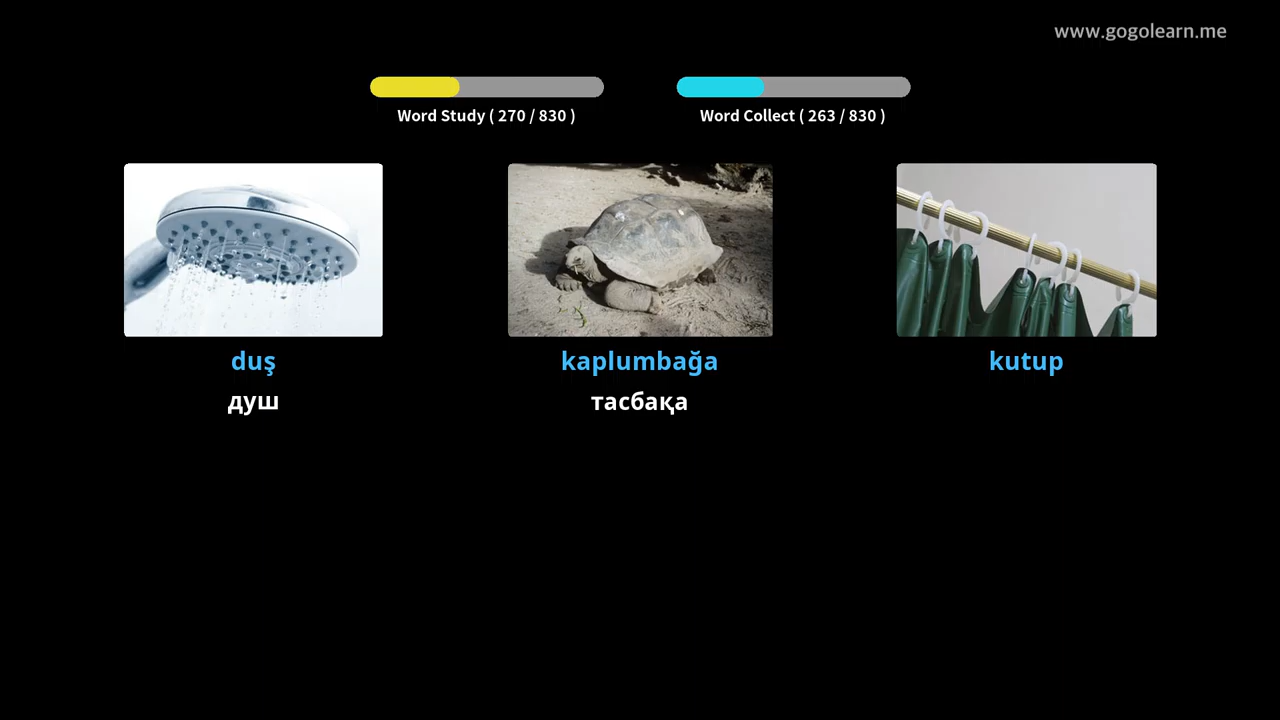 www.gogolearn.me
Word Study ( 270 / 830 )
Word Collect ( 263 / 830 )
duş
kaplumbağa
kutup
душ
тасбақа